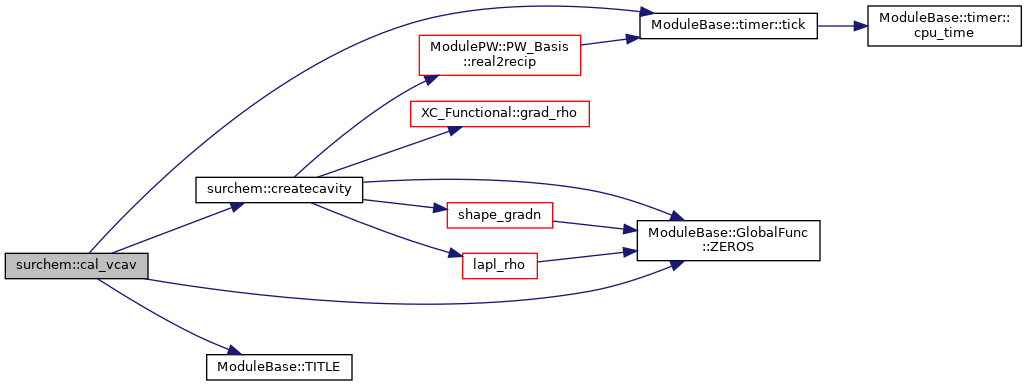 ModuleBase::timer::tick
ModuleBase::timer::
cpu_time
ModulePW::PW_Basis
::real2recip
XC_Functional::grad_rho
surchem::createcavity
shape_gradn
ModuleBase::GlobalFunc
::ZEROS
surchem::cal_vcav
lapl_rho
ModuleBase::TITLE